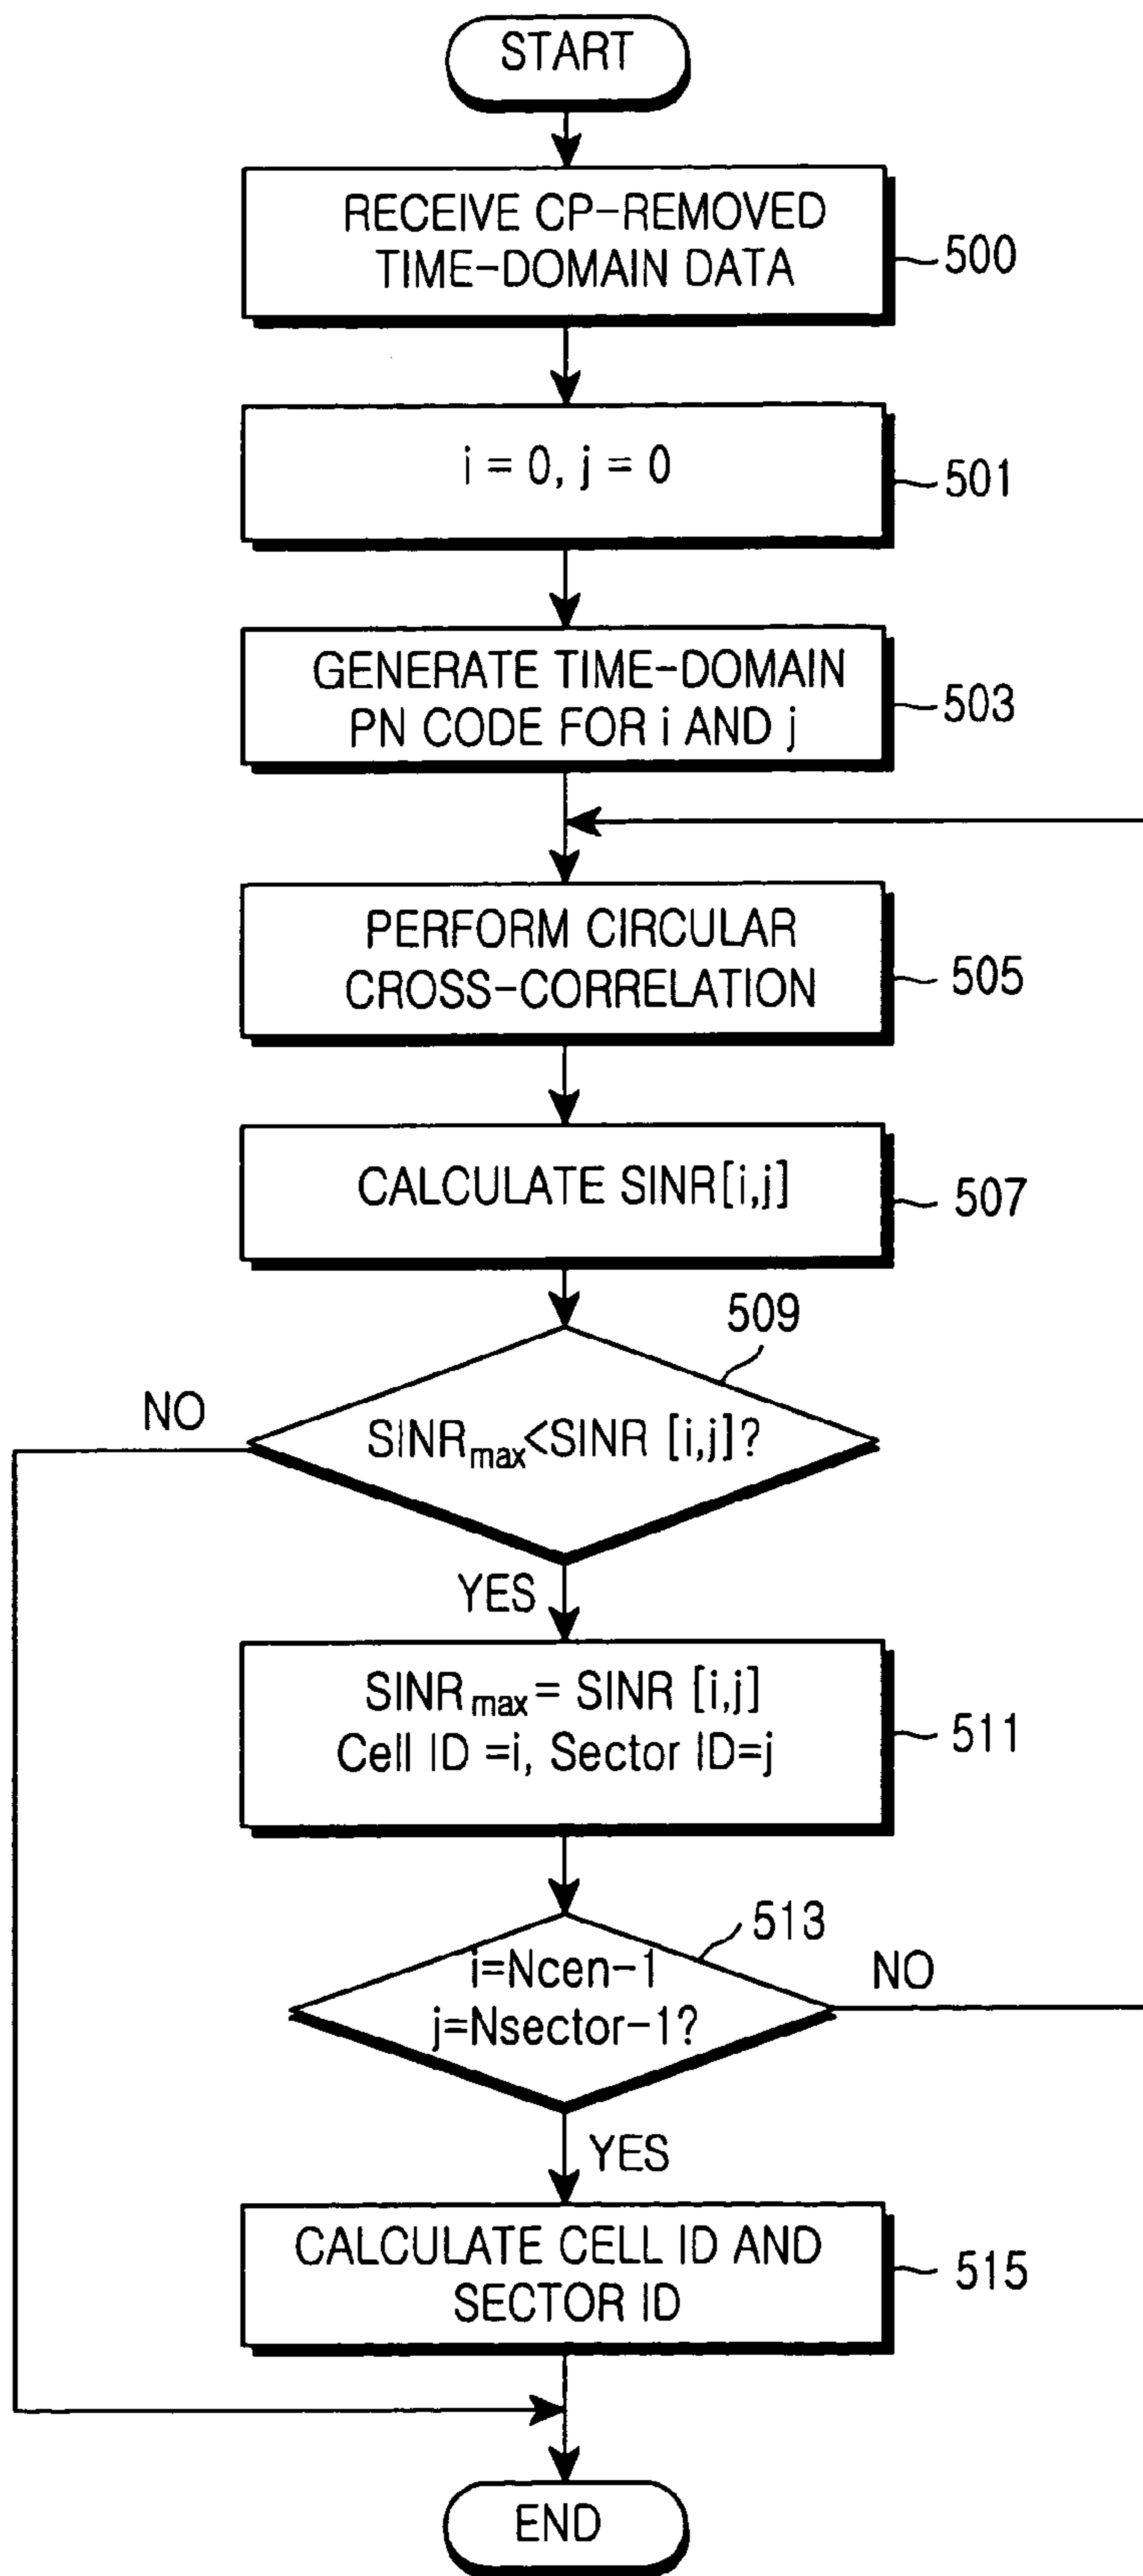 START
RECEIVE CP-REMOVED
TIME-DOMAIN DATA
500
i = 0, j = 0
501
GENERATE TIME-DOMAIN
PN CODE FOR i AND j
503
PERFORM CIRCULAR
CROSS-CORRELATION
505
CALCULATE SINR[i,j]
507
509
NO
SINRmax<SINR [i,j]?
YES
SINRmax= SINR [i,j]
Cell ID =i, Sector ID=j
511
513
i=Ncen-1
j=Nsector-1?
NO
YES
CALCULATE CELL ID AND
SECTOR ID
515
END